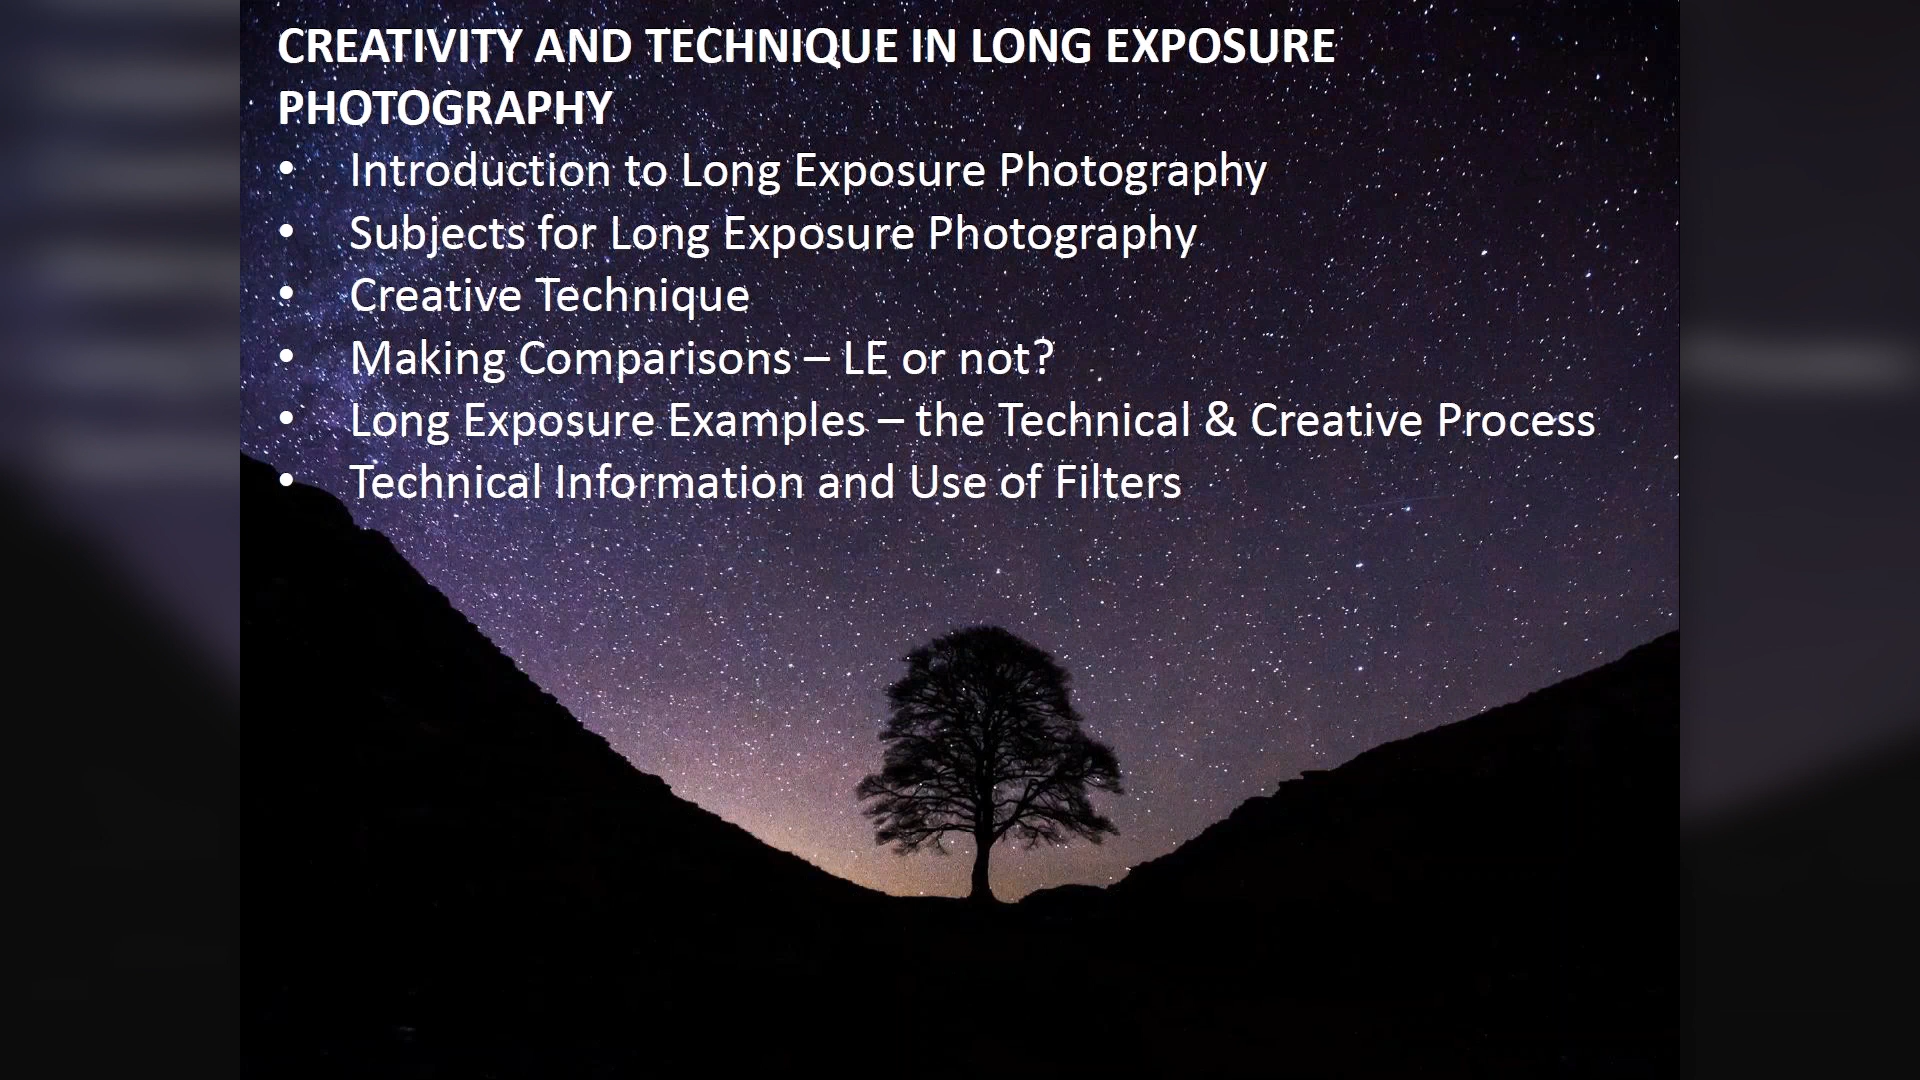 CREATIVITY AND TECHNIQUE IN LONG EXPOSURE
PHOTOGRAPHY
• Introduction to Long Exposure Photography
• Subjects for Long Exposure Photography
• Creative Technique
• Making Comparisons – LE or not?
• Long Exposure Examples – the Technical & Creative Process
• Technical Information and Use of Filters